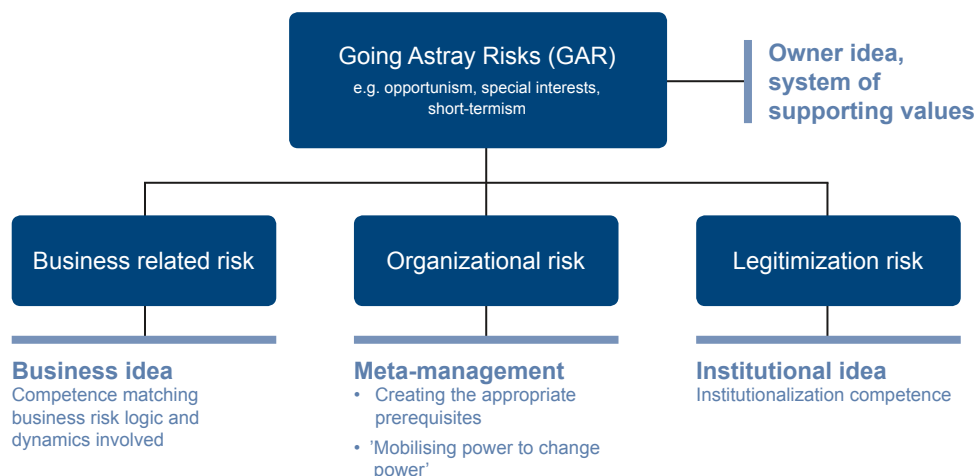 Going Astray Risks (GAR)
e.g. opportunism, special interests,
short-termism
Owner idea,
system of
supporting values
Business related risk
Organizational risk
Legitimization risk
Business idea
Competence matching
business risk logic and
dynamics involved
Meta-management
• Creating the appropriate
prerequisites
• ’Mobilising power to change
power’
Institutional idea
Institutionalization competence